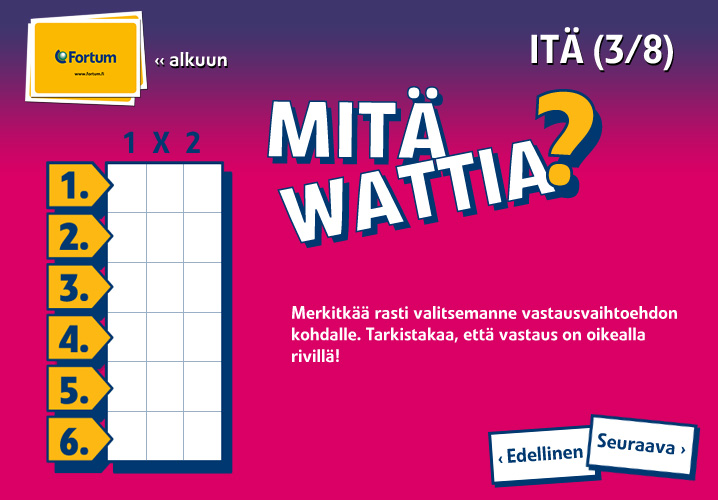 Fortum
www.fortum.fi
‹‹ alkuun
ITÄ (3/8)
MITÄ
WATTIA?
1 X 2
1.
2.
3.
4.
5.
6.
Merkitkää rasti valitsemanne vastausvaihtoehdon
kohdalle. Tarkistakaa, että vastaus on oikealla
rivillä!
‹ Edellinen
Seuraava ›